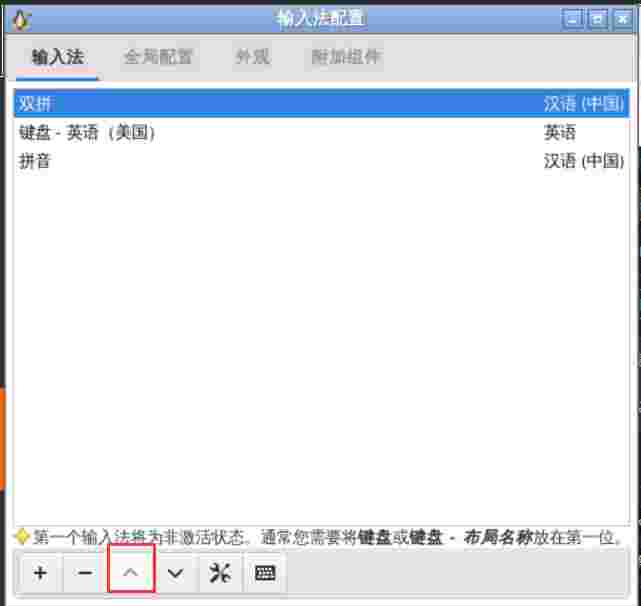 输入法配置
输入法 全局配置 外观 附加组件
双拼 汉语 (中国)
键盘 - 英语（美国） 英语
拼音 汉语 (中国)
第一个输入法将为非激活状态。通常您需要将键盘或键盘 - 布局名称放在第一位。